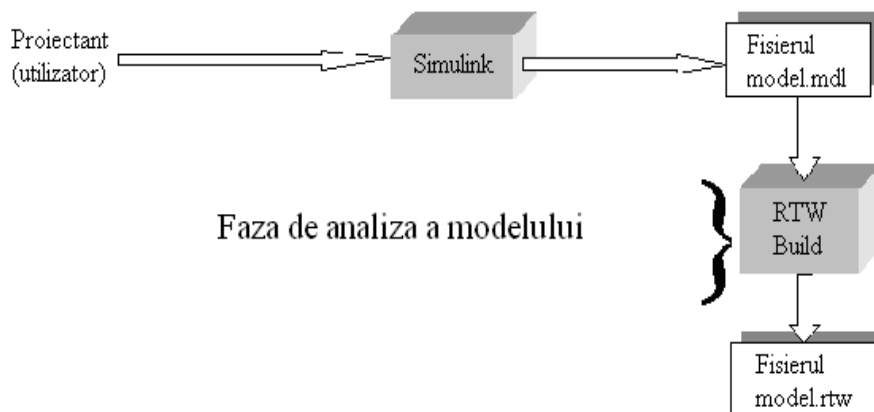 Proiectant
(utilizator)
Simulink
Fisierul
model.mdl
Faza de analiza a modelului
RTW
Build
Fisierul
model.rtw